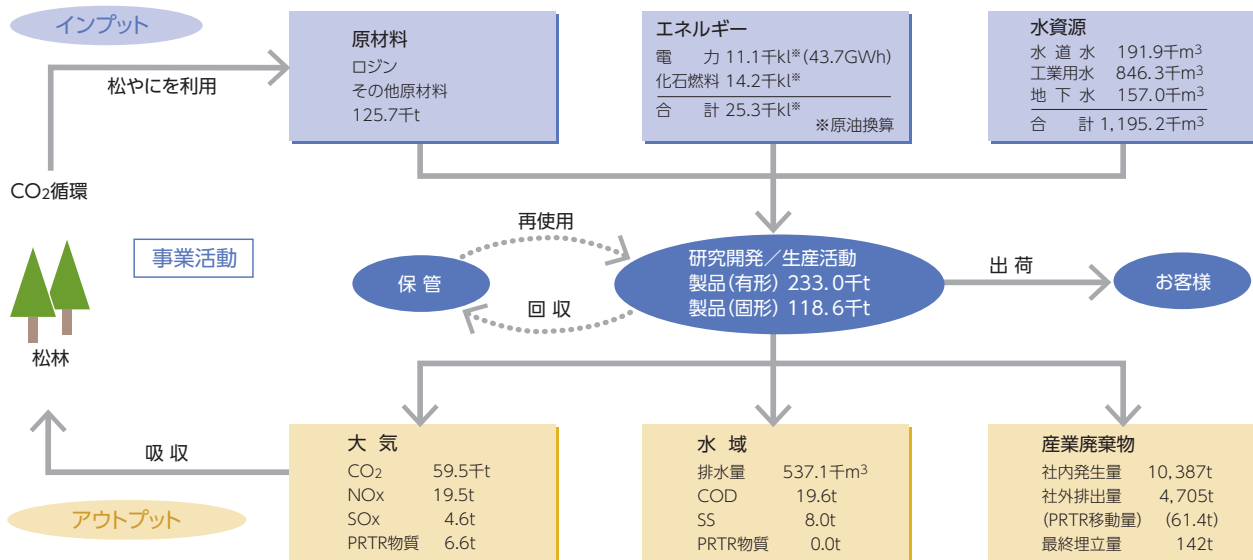 インプット
原材料
ロジン
その他原材料
125.7千t
エネルギー
電　力 11.1千kl※(43.7GWh)
化石燃料 14.2千kl※
合　計 25.3千kl※
※原油換算
水資源
水道水 191.9千m³
工業用水 846.3千m³
地下水 157.0千m³
合　計 1,195.2千m³
松やにを利用
CO₂循環
松林
事業活動
再使用
保管
回収
研究開発／生産活動
製品(有形) 233.0千t
製品(固形) 118.6千t
出荷
お客様
吸収
アウトプット
大気
CO₂ 59.5千t
NOx 19.5t
SOx 4.6t
PRTR物質 6.6t
水域
排水量 537.1千m³
COD 19.6t
SS 8.0t
PRTR物質 0.0t
産業廃棄物
社内発生量 10,387t
社外排出量 4,705t
(PRTR移動量) (61.4t)
最終埋立量 142t